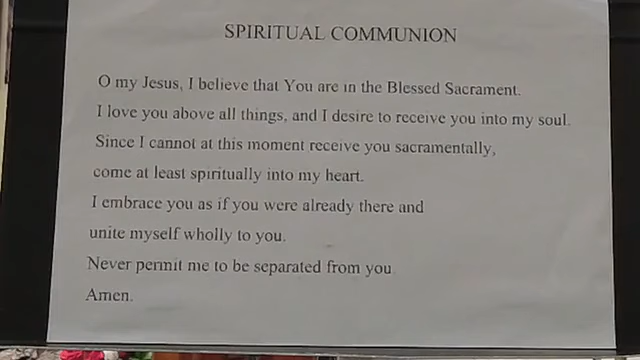 SPIRITUAL COMMUNION
O my Jesus, I believe that You are in the Blessed Sacrament.
I love you above all things, and I desire to receive you into my soul.
Since I cannot at this moment receive you sacramentally,
come at least spiritually into my heart.
I embrace you as if you were already there and
unite myself wholly to you.
Never permit me to be separated from you.
Amen.